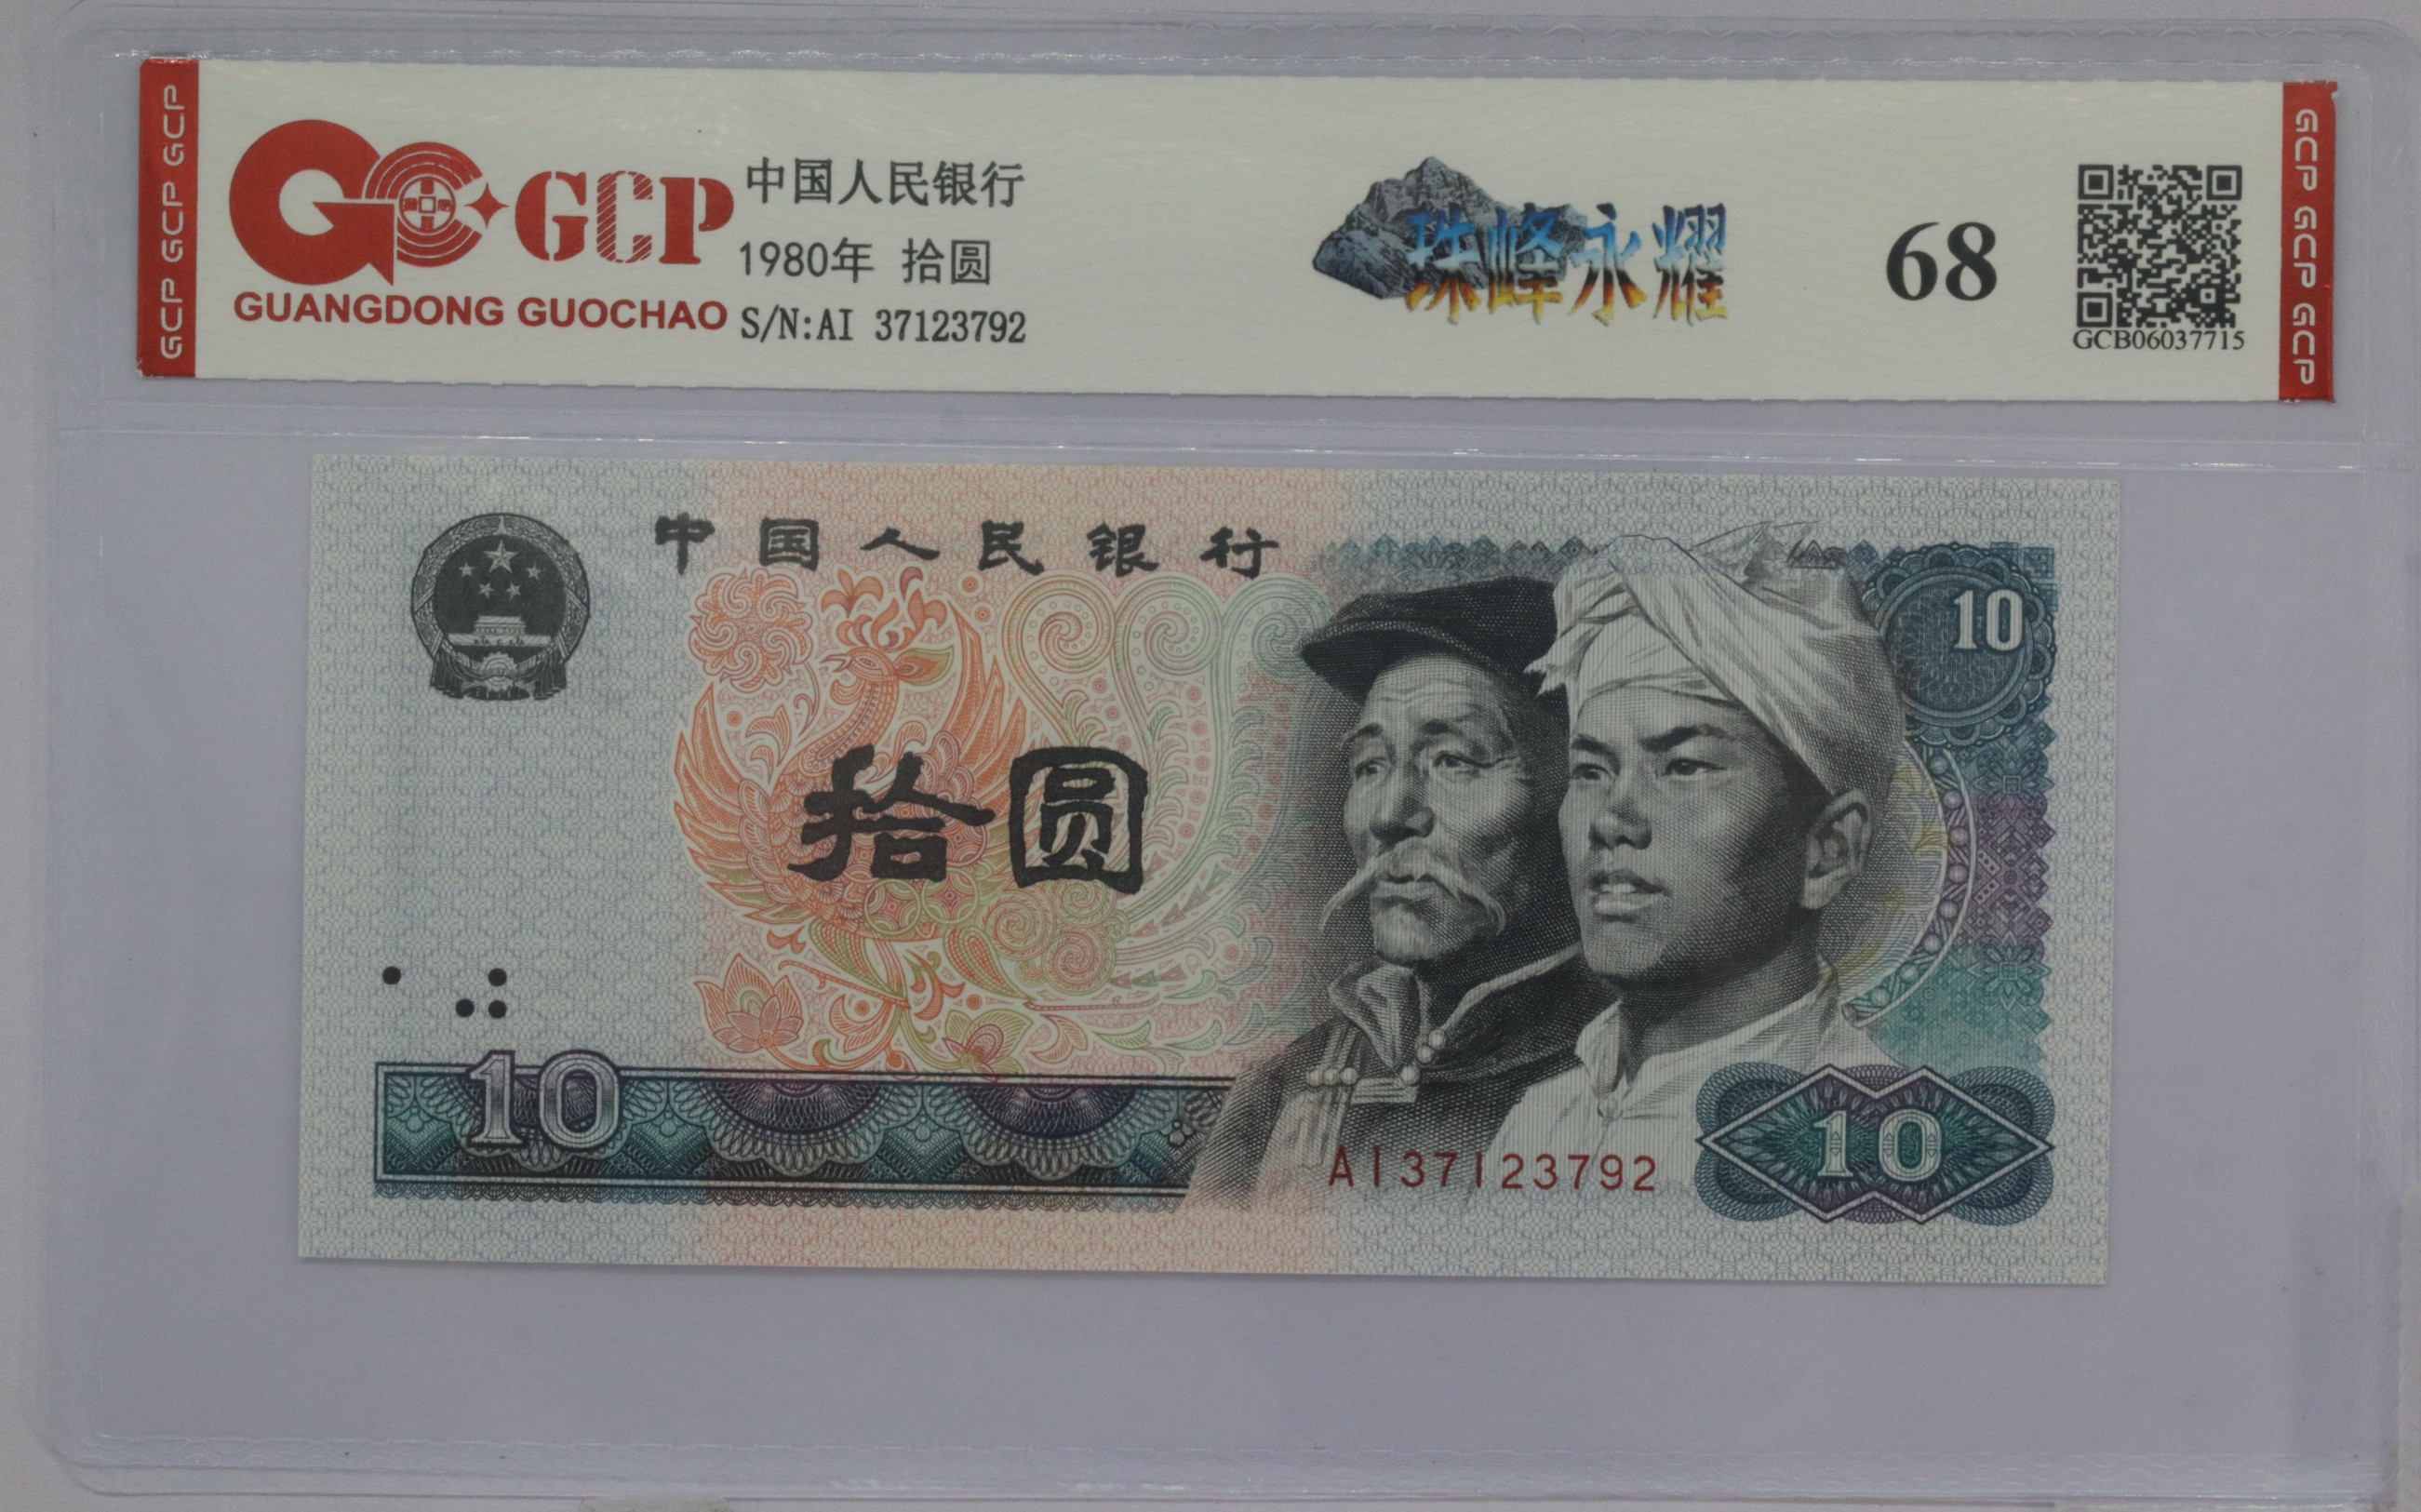 GCP GCP GCP
GCP
GUANGDONG GUOCHAO
中国人民银行
1980年 拾圆
S/N:AI 37123792
珠峰永耀
68
GCB06037715
GCP GCP GCP
中国人民银行
10
拾圆
10
AI37123792
10